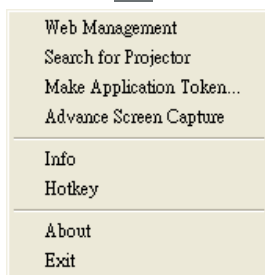 Web Management
Search for Projector
Make Application Token...
Advance Screen Capture
Info
Hotkey
About
Exit